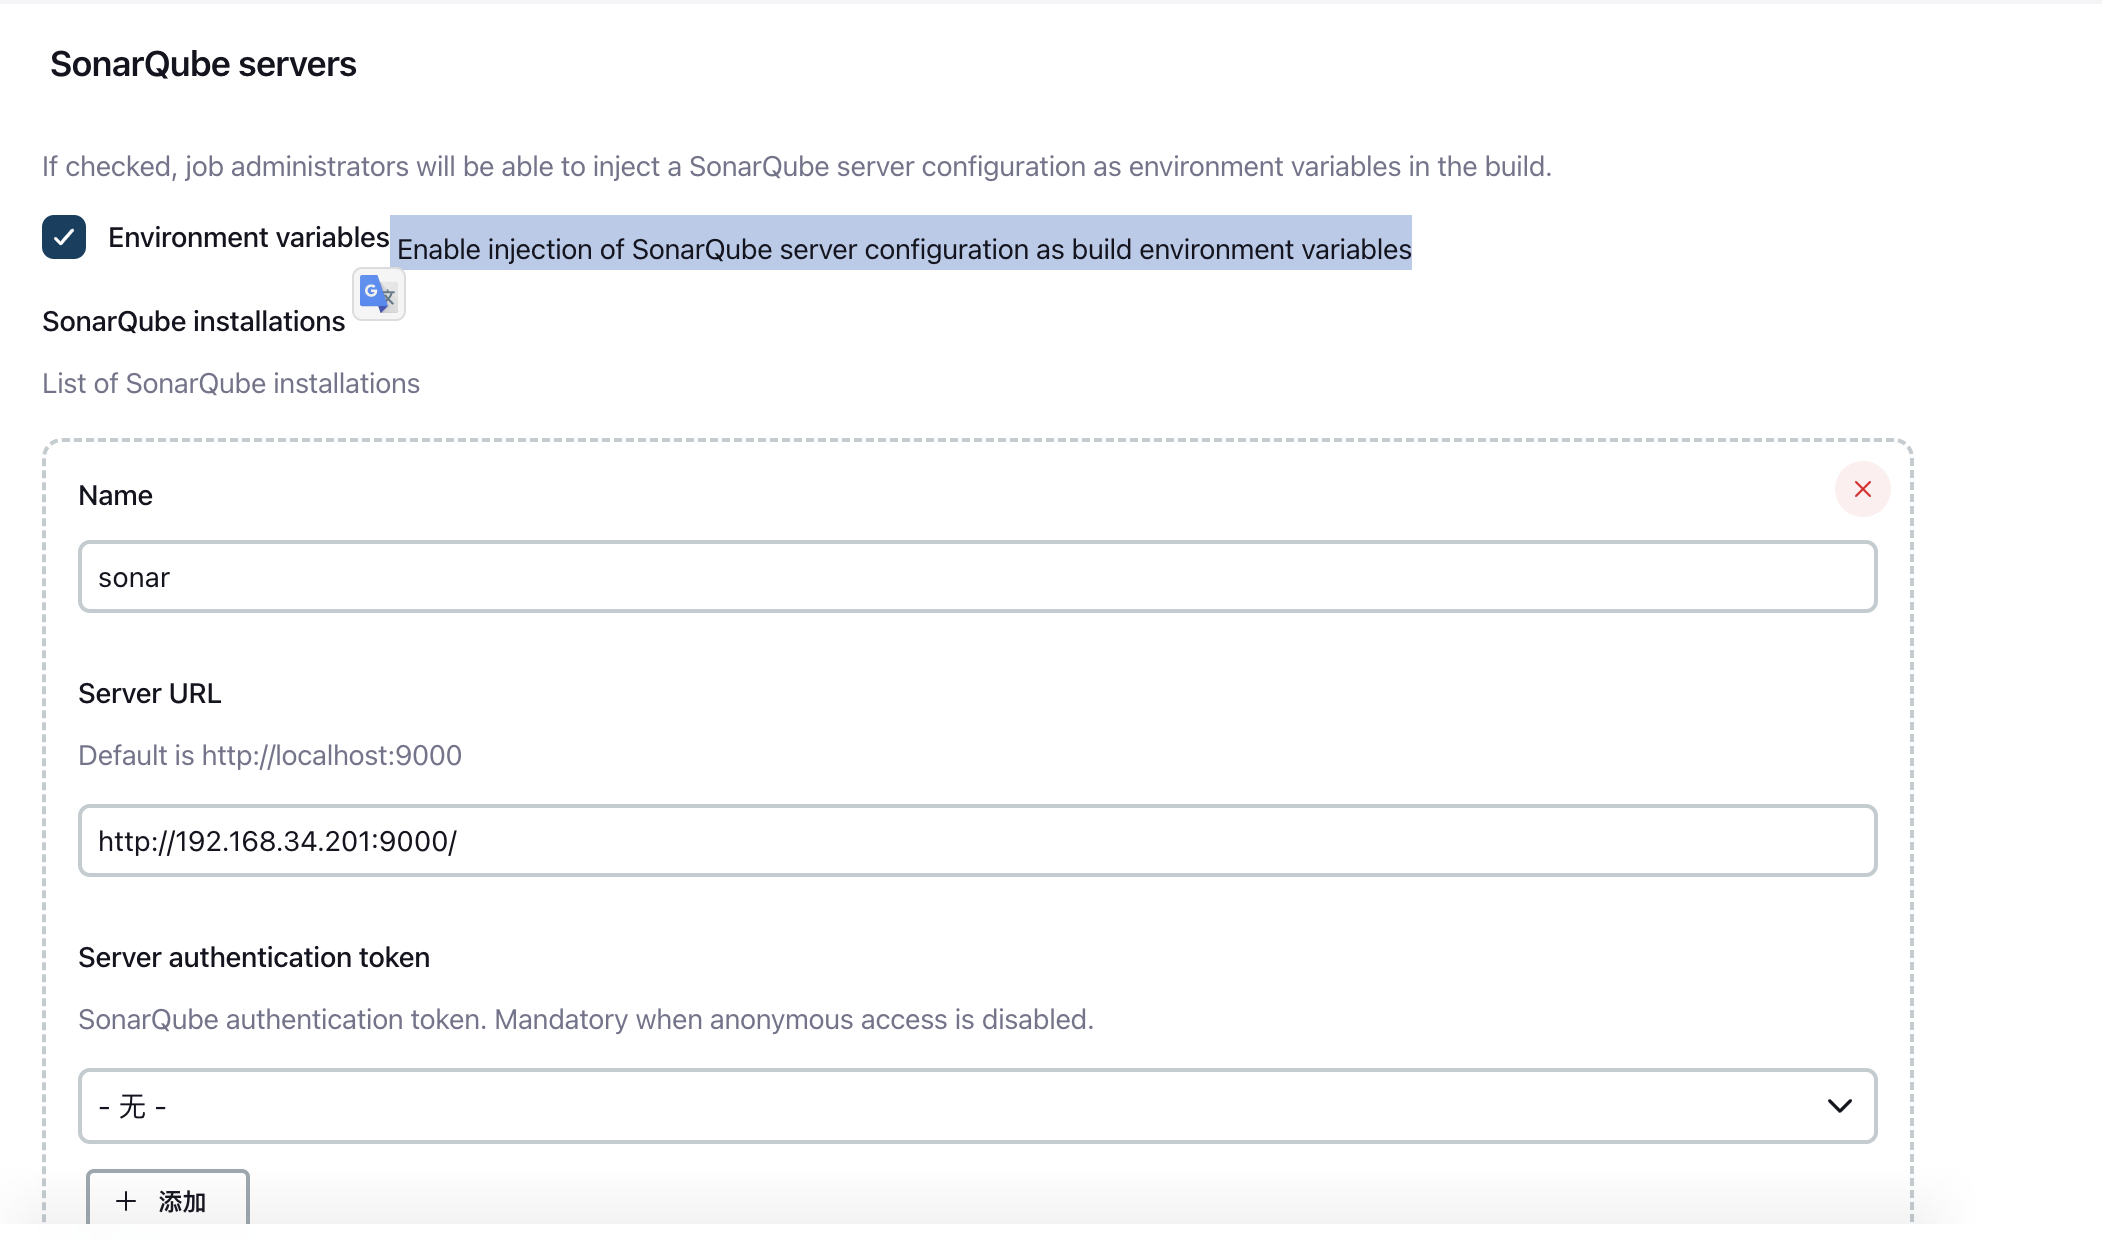 SonarQube servers
If checked, job administrators will be able to inject a SonarQube server configuration as environment variables in the build.
Environment variables Enable injection of SonarQube server configuration as build environment variables
G 文
SonarQube installations
List of SonarQube installations
Name
sonar
Server URL
Default is http://localhost:9000
http://192.168.34.201:9000/
Server authentication token
SonarQube authentication token. Mandatory when anonymous access is disabled.
- 无 -
+ 添加